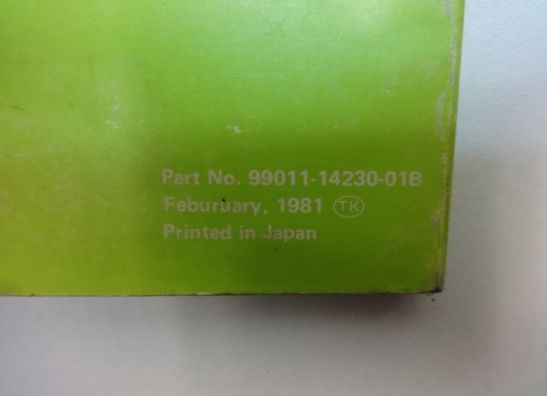 Part No. 99011-14230-01B
Feburuary, 1981 TK
Printed in Japan